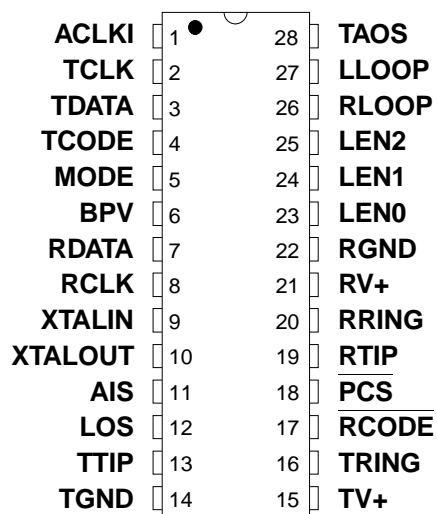 ACLKI 1 28 TAOS
TCLK 2 27 LLOOP
TDATA 3 26 RLOOP
TCODE 4 25 LEN2
MODE 5 24 LEN1
BPV 6 23 LEN0
RDATA 7 22 RGND
RCLK 8 21 RV+
XTALIN 9 20 RRING
XTALOUT 10 19 RTIP
AIS 11 18 PCS
LOS 12 17 RCODE
TTIP 13 16 TRING
TGND 14 15 TV+